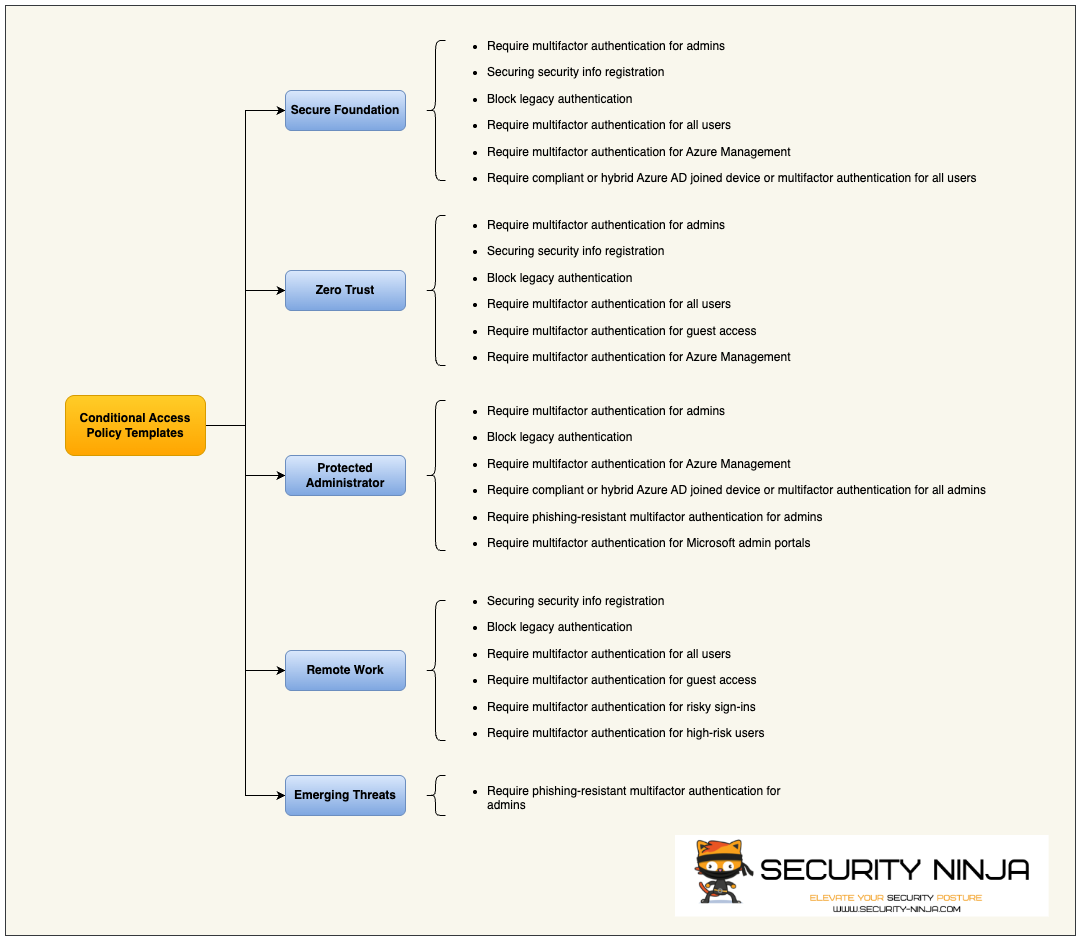 Conditional Access
Policy Templates
Secure Foundation
• Require multifactor authentication for admins
• Securing security info registration
• Block legacy authentication
• Require multifactor authentication for all users
• Require multifactor authentication for Azure Management
• Require compliant or hybrid Azure AD joined device or multifactor authentication for all users
Zero Trust
• Require multifactor authentication for admins
• Securing security info registration
• Block legacy authentication
• Require multifactor authentication for all users
• Require multifactor authentication for guest access
• Require multifactor authentication for Azure Management
Protected
Administrator
• Require multifactor authentication for admins
• Block legacy authentication
• Require multifactor authentication for Azure Management
• Require compliant or hybrid Azure AD joined device or multifactor authentication for all admins
• Require phishing-resistant multifactor authentication for admins
• Require multifactor authentication for Microsoft admin portals
Remote Work
• Securing security info registration
• Block legacy authentication
• Require multifactor authentication for all users
• Require multifactor authentication for guest access
• Require multifactor authentication for risky sign-ins
• Require multifactor authentication for high-risk users
Emerging Threats
• Require phishing-resistant multifactor authentication for
admins
SECURITY NINJA
ELEVATE YOUR SECURITY POSTURE
WWW.SECURITY-NINJA.COM